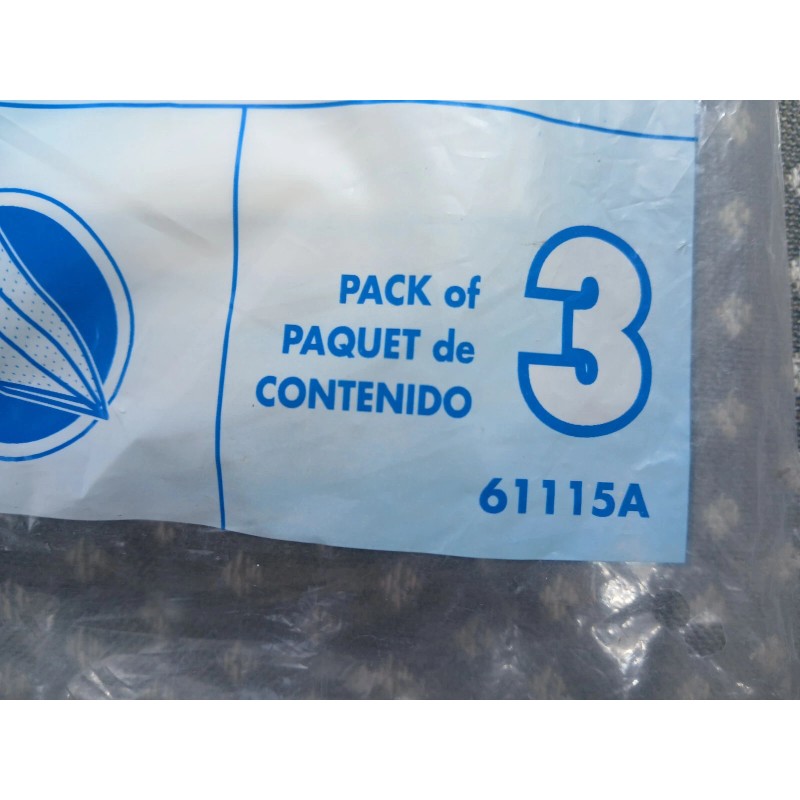 PACK of
PAQUET de
CONTENIDO
3
61115A